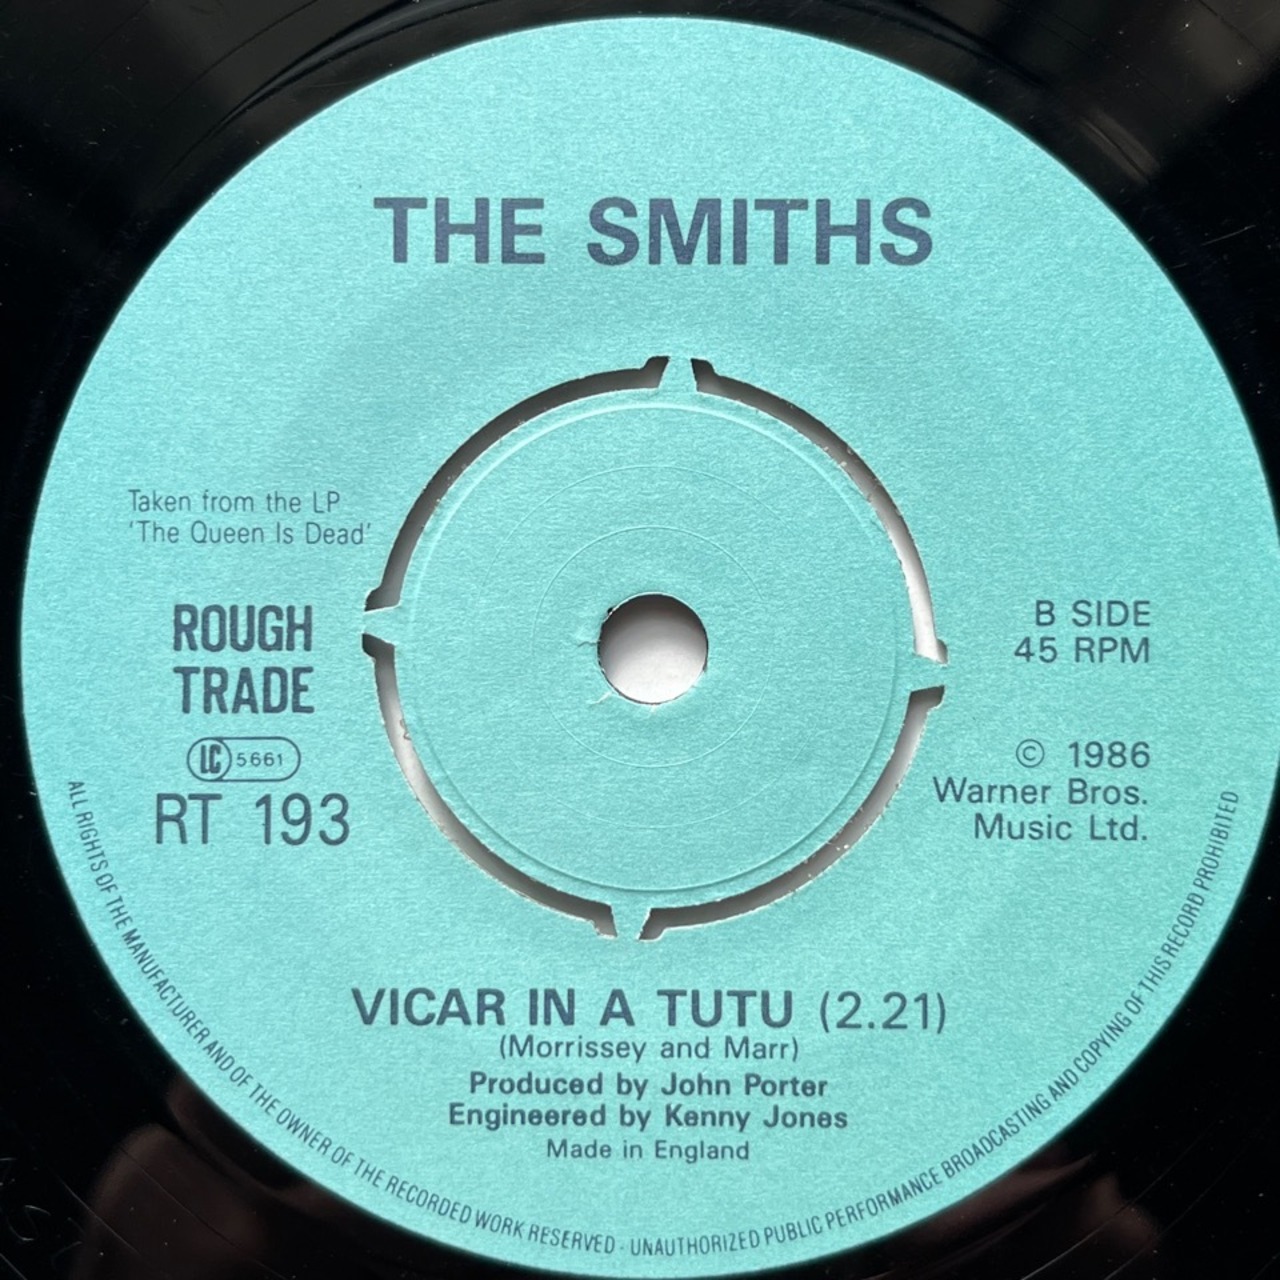 THE SMITHS
Taken from the LP
'The Queen Is Dead'
ROUGH
TRADE
LC 5661
RT 193
B SIDE
45 RPM
© 1986
Warner Bros.
Music Ltd.
VICAR IN A TUTU (2.21)
(Morrissey and Marr)
Produced by John Porter
Engineered by Kenny Jones
Made in England
ALL RIGHTS OF THE MANUFACTURER AND OF THE OWNER OF THE RECORDED WORK RESERVED - UNAUTHORIZED PUBLIC PERFORMANCE BROADCASTING AND COPYING OF THIS RECORD PROHIBITED